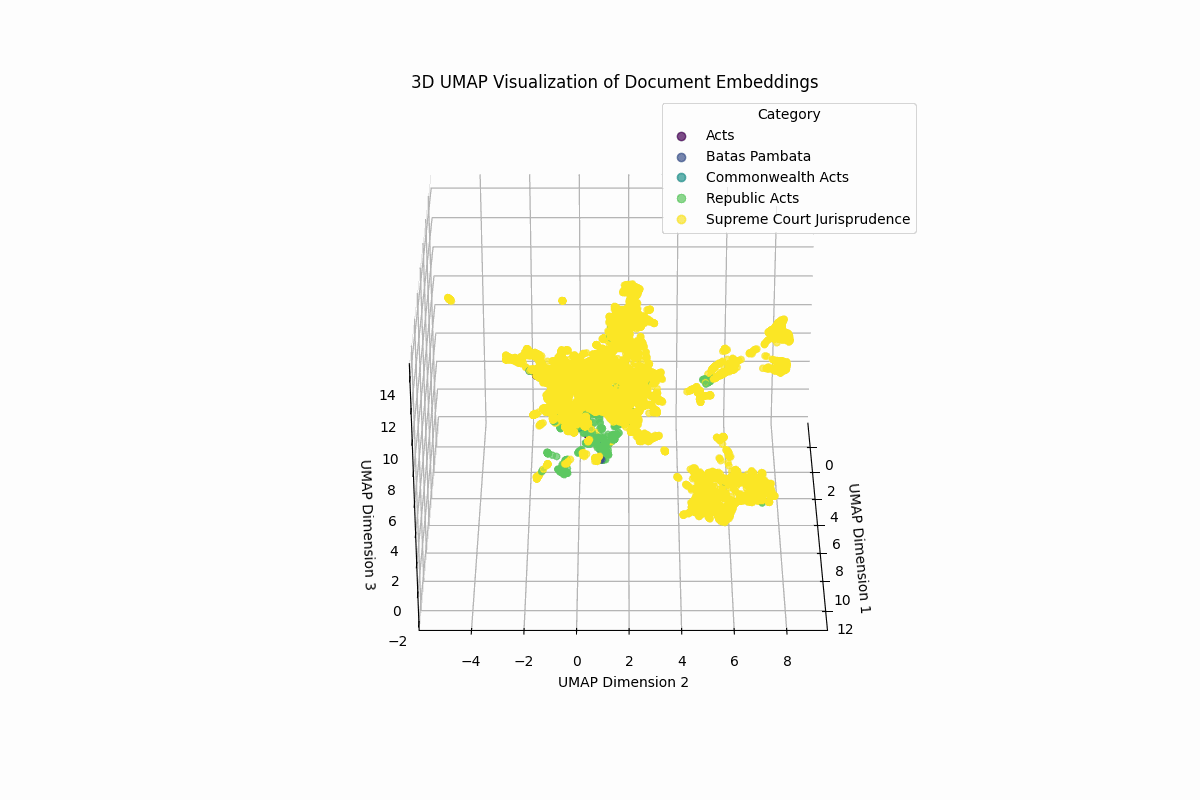 3D UMAP Visualization of Document Embeddings
Category
Acts
Batas Pambata
Commonwealth Acts
Republic Acts
Supreme Court Jurisprudence
14
12
10
8
6
4
2
0
−2
UMAP Dimension 3
−4
−2
0
2
4
6
8
UMAP Dimension 2
0
2
4
6
8
10
12
UMAP Dimension 1